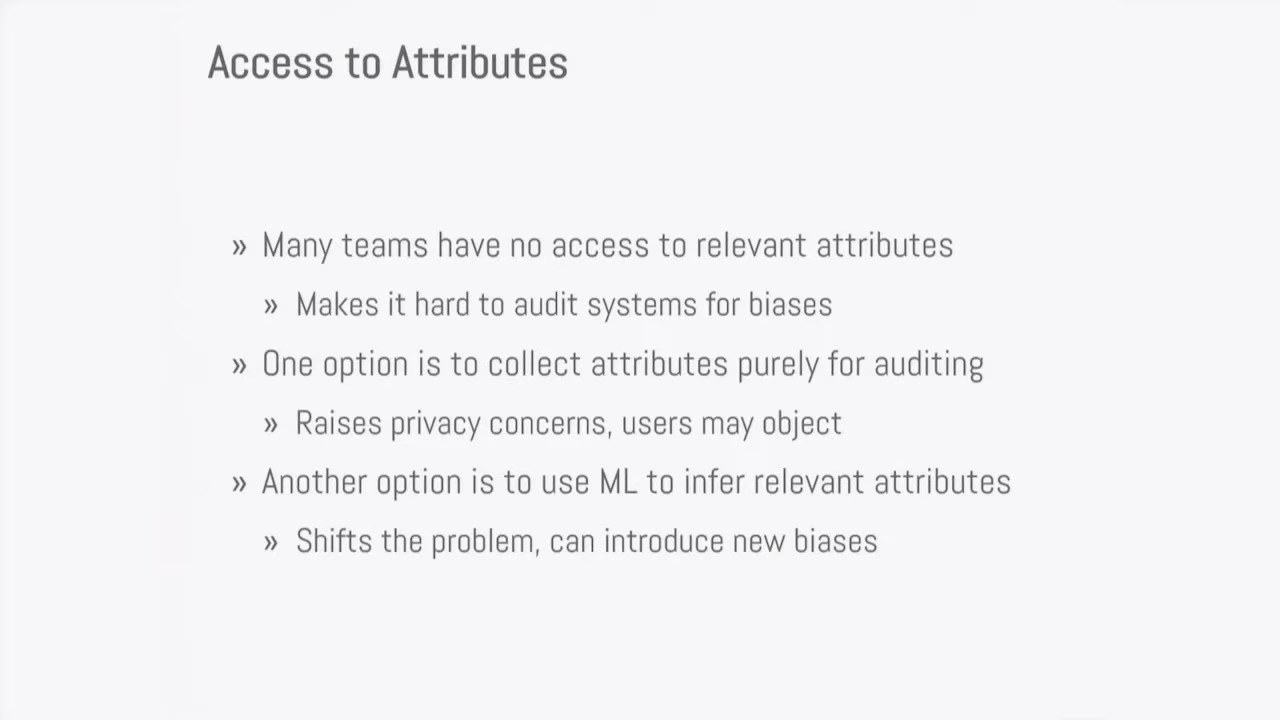 Access to Attributes
» Many teams have no access to relevant attributes
» Makes it hard to audit systems for biases
» One option is to collect attributes purely for auditing
» Raises privacy concerns, users may object
» Another option is to use ML to infer relevant attributes
» Shifts the problem, can introduce new biases